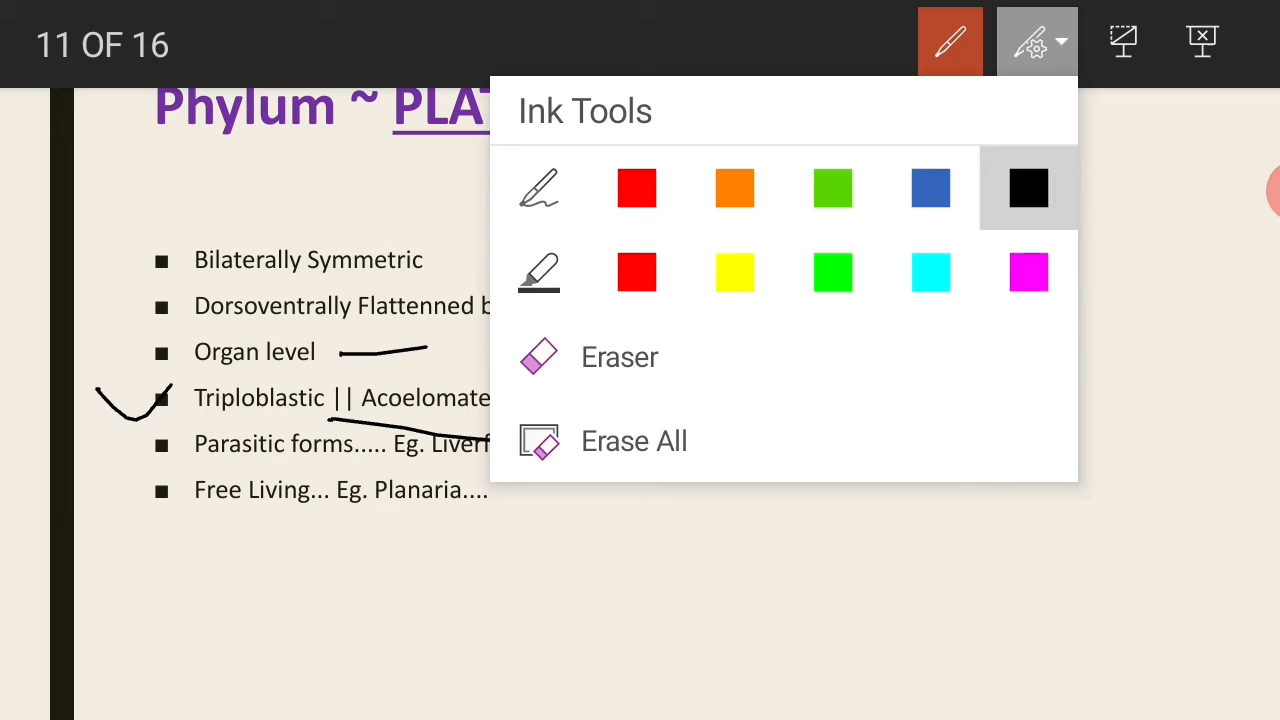 11 OF 16
Phylum ~ PLAT
Ink Tools
Bilaterally Symmetric
Dorsoventrally Flattenned b
Organ level
Triploblastic || Acoelomate
Parasitic forms..... Eg. Liverf
Free Living... Eg. Planaria....
Eraser
Erase All